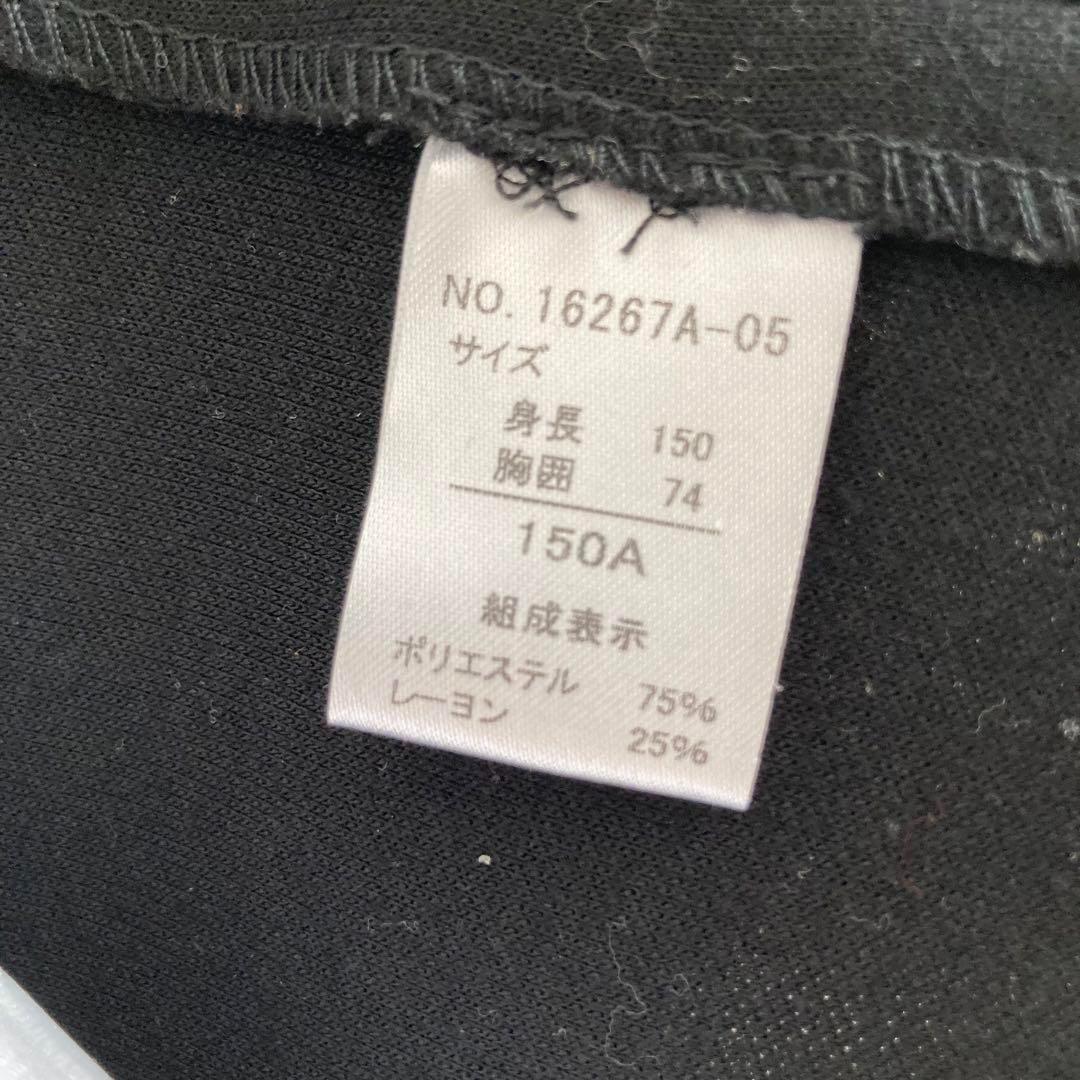 NO. 16267A-05
サイズ
身長 150
胸囲 74
150A
組成表示
ポリエステル 75%
レーヨン 25%